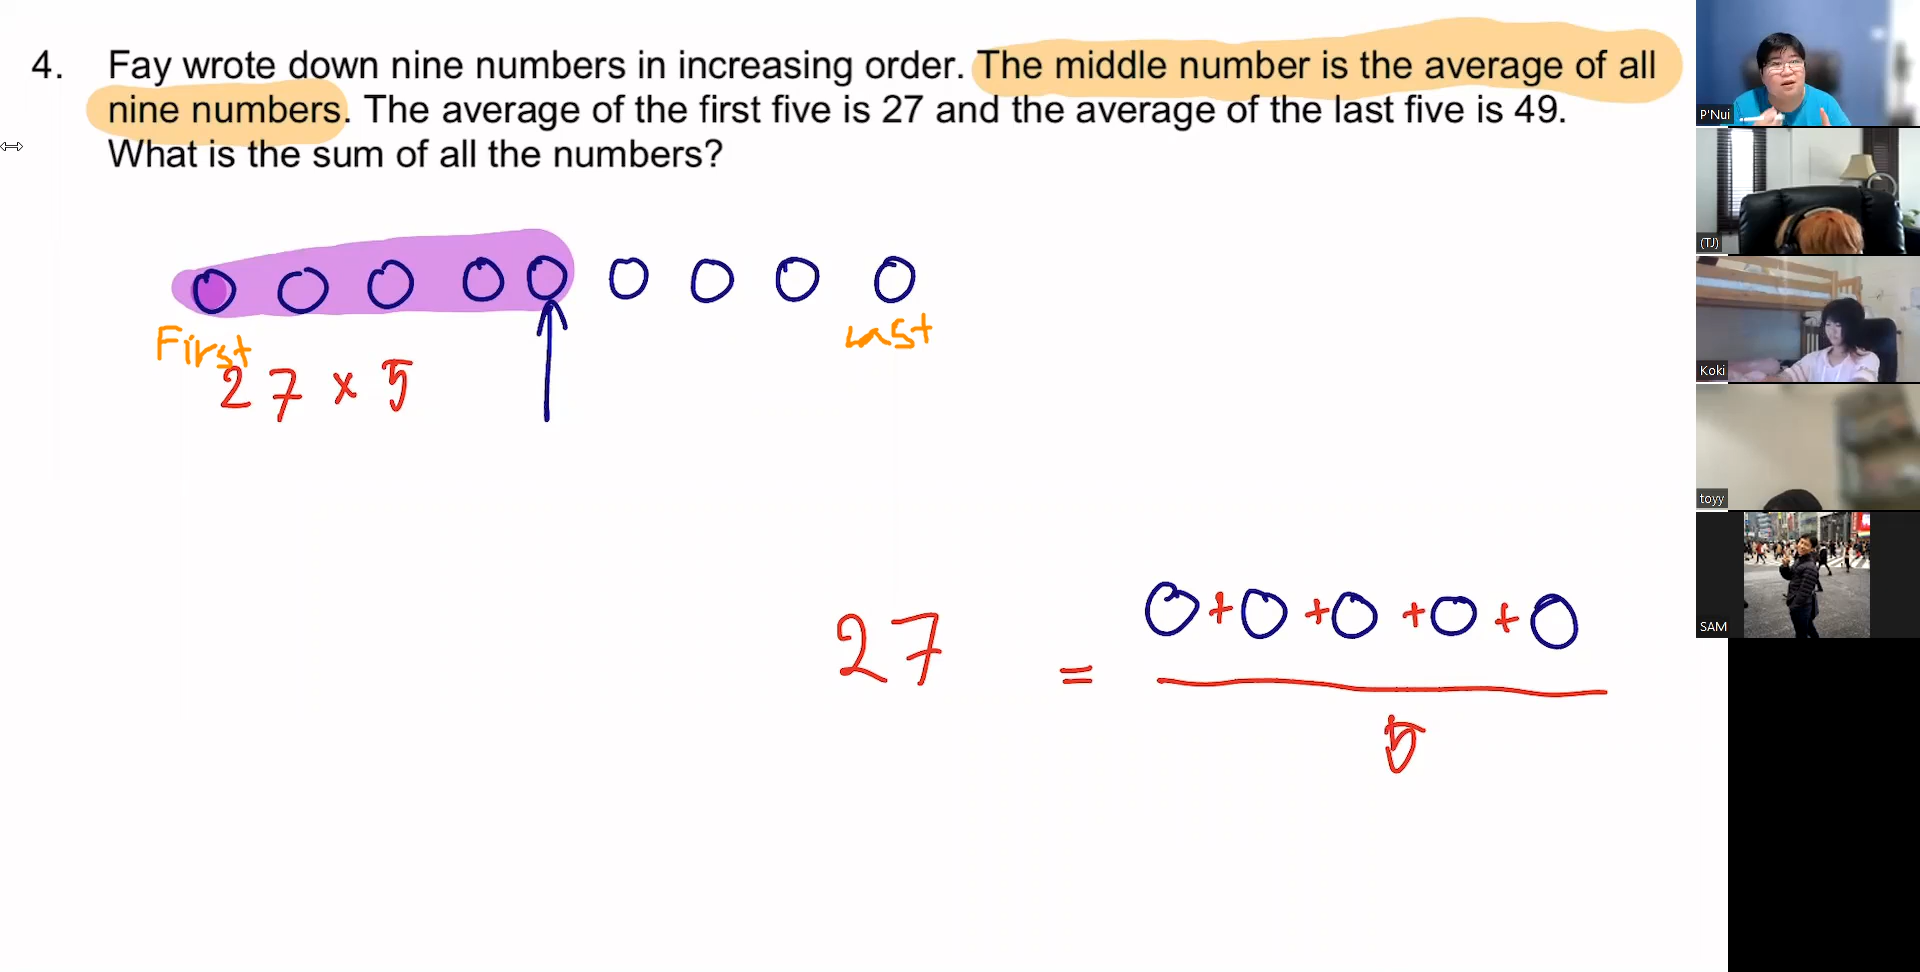 4. Fay wrote down nine numbers in increasing order. The middle number is the average of all
nine numbers. The average of the first five is 27 and the average of the last five is 49.
What is the sum of all the numbers?
First
Last
27 x 5
27 = O + O + O + O + O
5
P'Nui
(TJ)
Koki
toyy
SAM